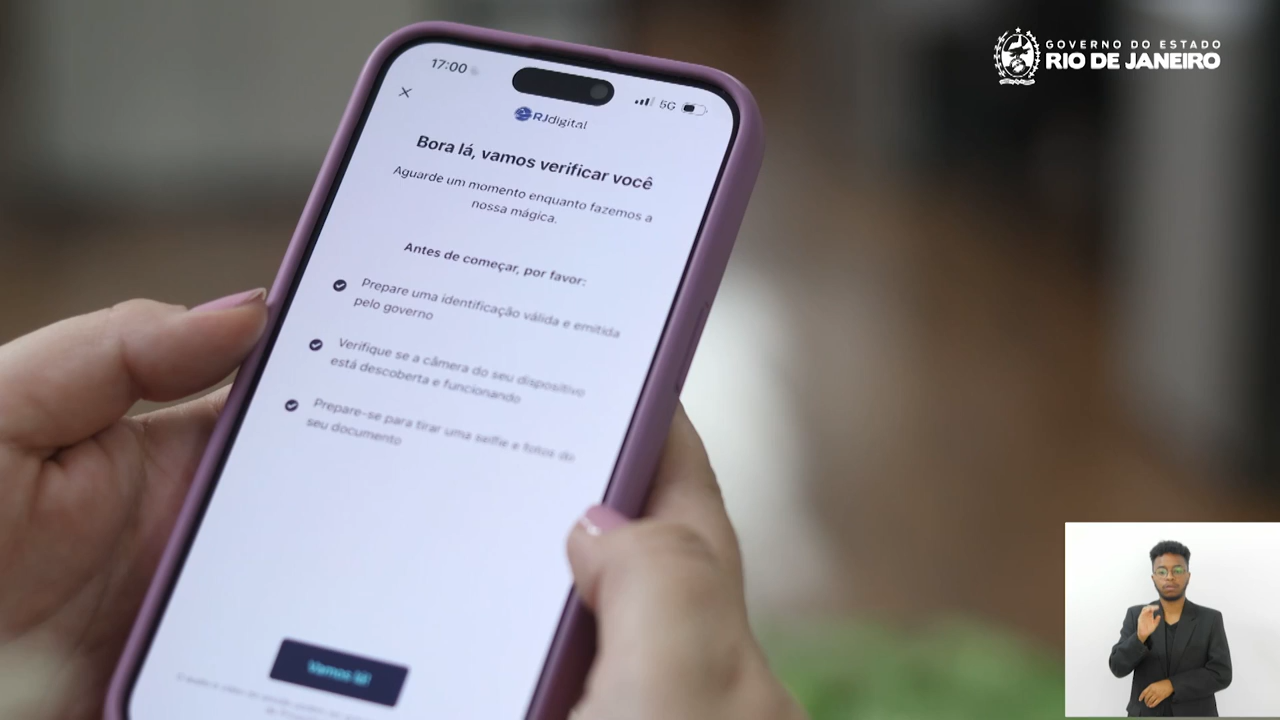 GOVERNO DO ESTADO
RIO DE JANEIRO
17:00
5G
RJdigital
Bora lá, vamos verificar você
Aguarde um momento enquanto fazemos a
nossa mágica.
Antes de começar, por favor:
Prepare uma identificação válida e emitida
pelo governo
Verifique se a câmera do seu dispositivo
está descoberta e funcionando
Prepare-se para tirar uma selfie e fotos do
seu documento
Vamos lá!